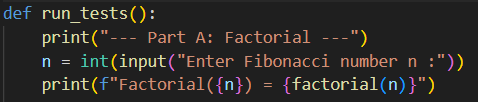 def run_tests():
    print("--- Part A: Factorial ---")
    n = int(input("Enter Fibonacci number n :"))
    print(f"Factorial({n}) = {factorial(n)}")